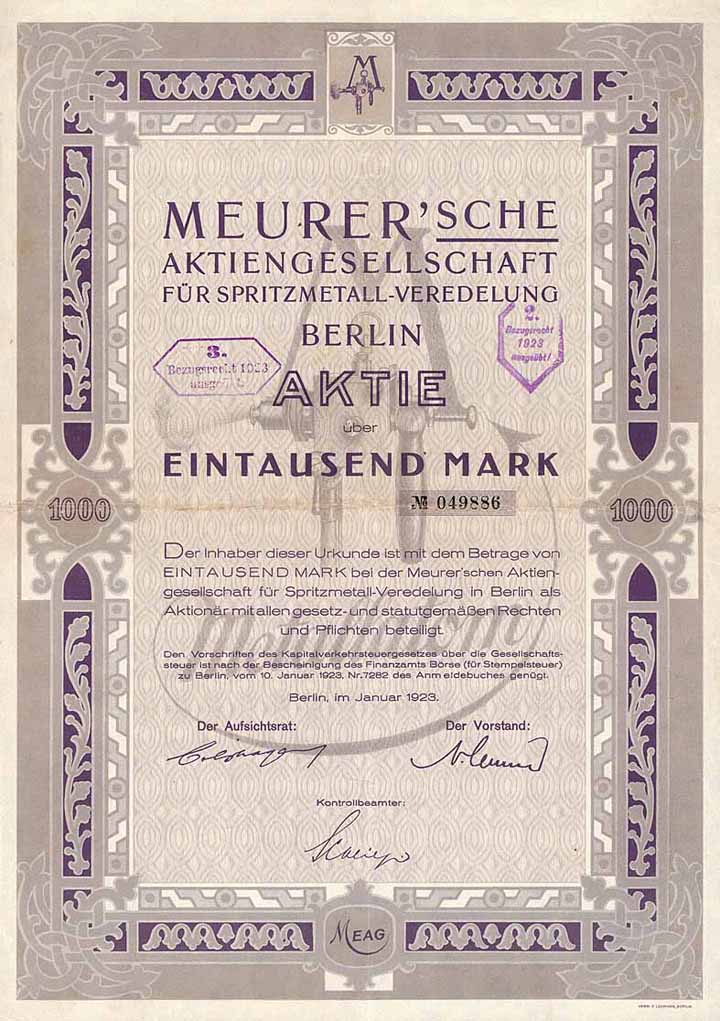 M
MEURER'SCHE
AKTIENGESELLSCHAFT
FÜR SPRITZMETALL-VEREDELUNG
BERLIN
2.
Bezugsrecht
1923
ausgeübt!
3.
Bezugsrecht 1923
ausgeübt.
AKTIE
über
EINTAUSEND MARK
№ 049886
1000
1000
Der Inhaber dieser Urkunde ist mit dem Betrage von
EINTAUSEND MARK bei der Meurer'schen Aktien-
gesellschaft für Spritzmetall-Veredelung in Berlin als
Aktionär mit allen gesetz- und statutgemäßen Rechten
und Pflichten beteiligt.
Den Vorschriften des Kapitalverkehrsteuergesetzes über die Gesellschafts-
steuer ist nach der Bescheinigung des Finanzamts Börse (für Stempelsteuer)
zu Berlin, vom 10. Januar 1923, Nr. 7282 des Anmeldebuches genügt.
Berlin, im Januar 1923.
Der Aufsichtsrat:
Der Vorstand:
Kontrollbeamter:
MEAG